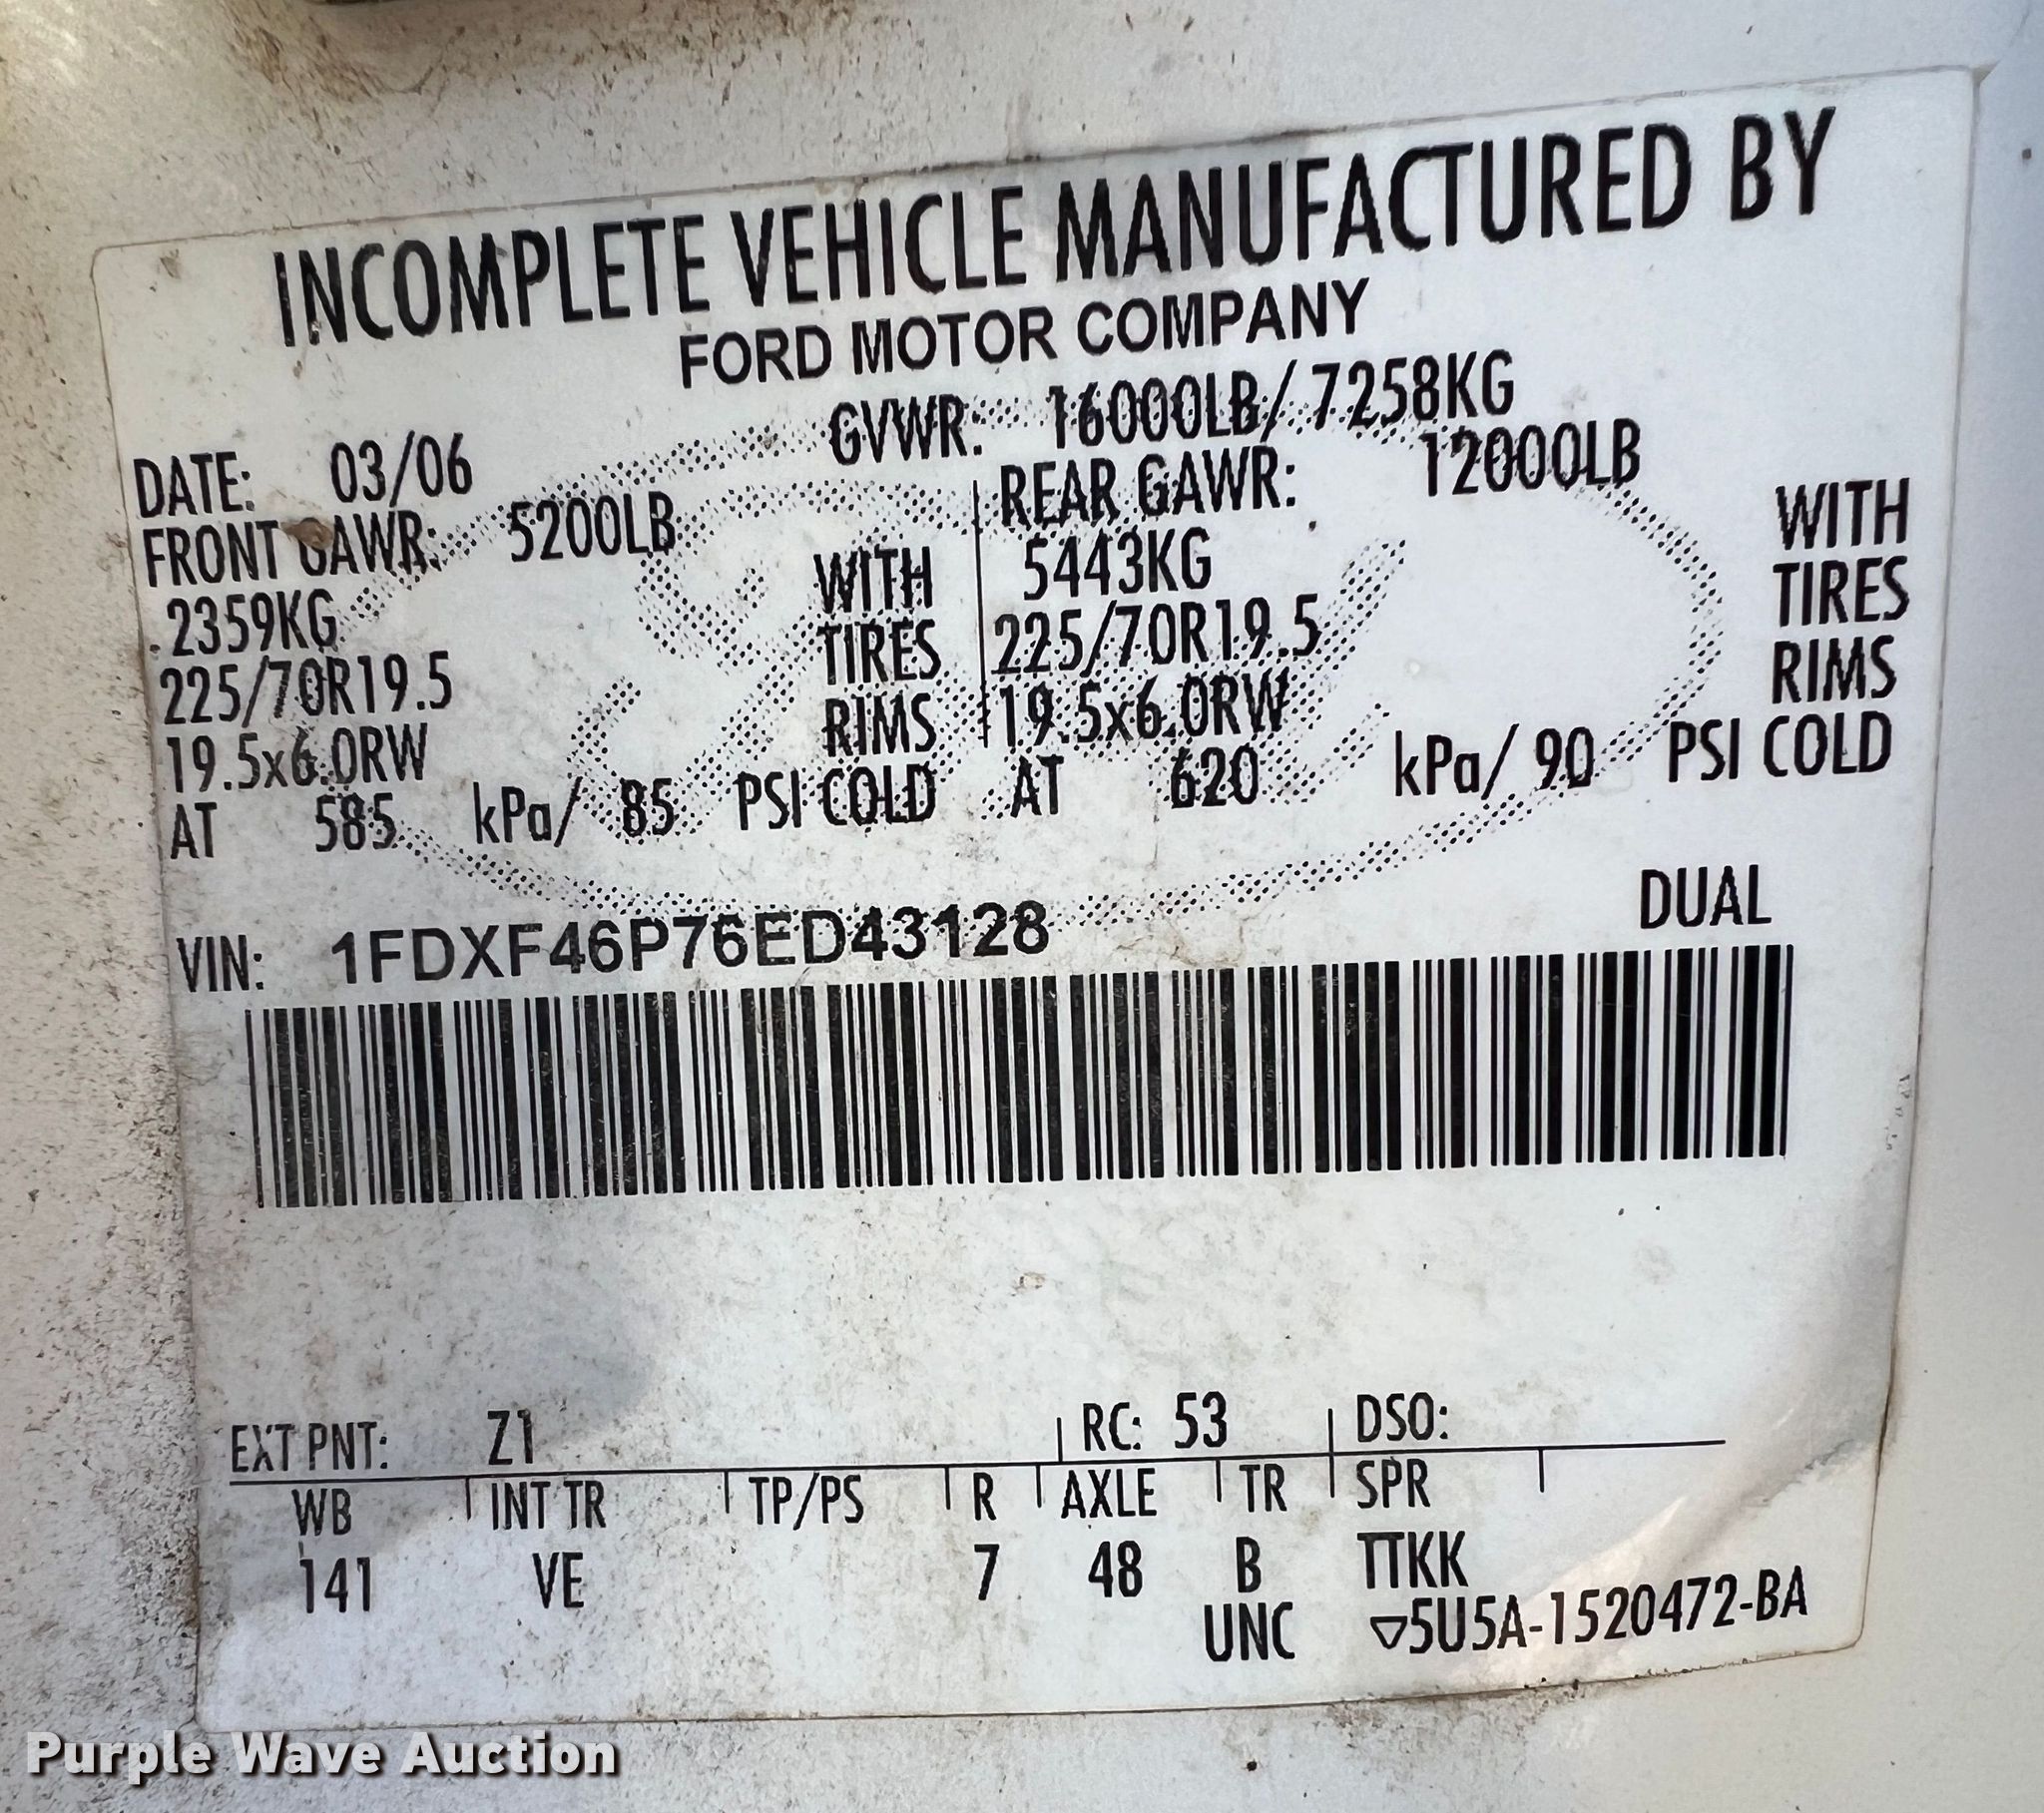 INCOMPLETE VEHICLE MANUFACTURED BY
FORD MOTOR COMPANY
DATE: 03/06 GVWR: 16000LB/ 7258KG
FRONT GAWR: 5200LB REAR GAWR: 12000LB
2359KG WITH 5443KG WITH
225/70R19.5 TIRES 225/70R19.5 TIRES
19.5x6.0RW RIMS 19.5x6.0RW RIMS
AT 585 kPa/ 85 PSI COLD AT 620 kPa/ 90 PSI COLD
VIN: 1FDXF46P76ED43128 DUAL
EXT PNT: Z1 RC: 53 DSO:
WB INT TR TP/PS R AXLE TR SPR
141 VE 7 48 B TTKK
UNC ▽5U5A-1520472-BA
Purple Wave Auction